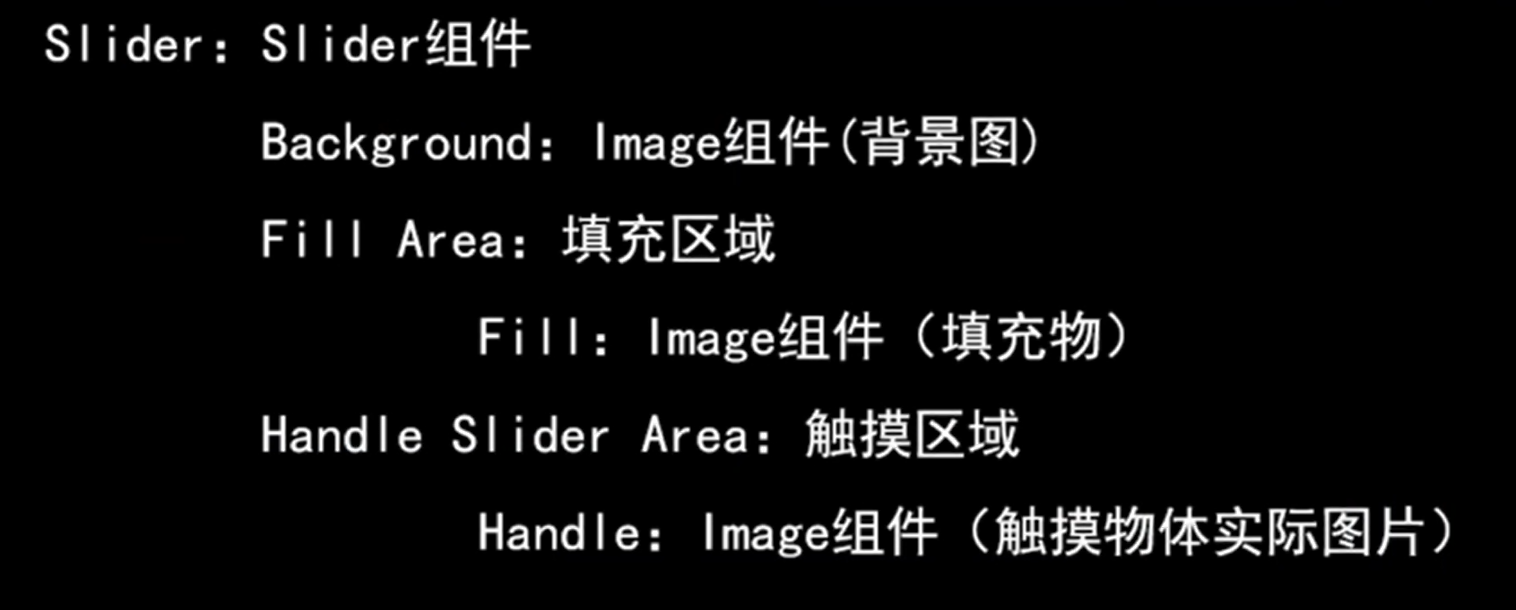 Slider：Slider组件
Background：Image组件(背景图)
Fill Area：填充区域
Fill：Image组件（填充物）
Handle Slider Area：触摸区域
Handle：Image组件（触摸物体实际图片）